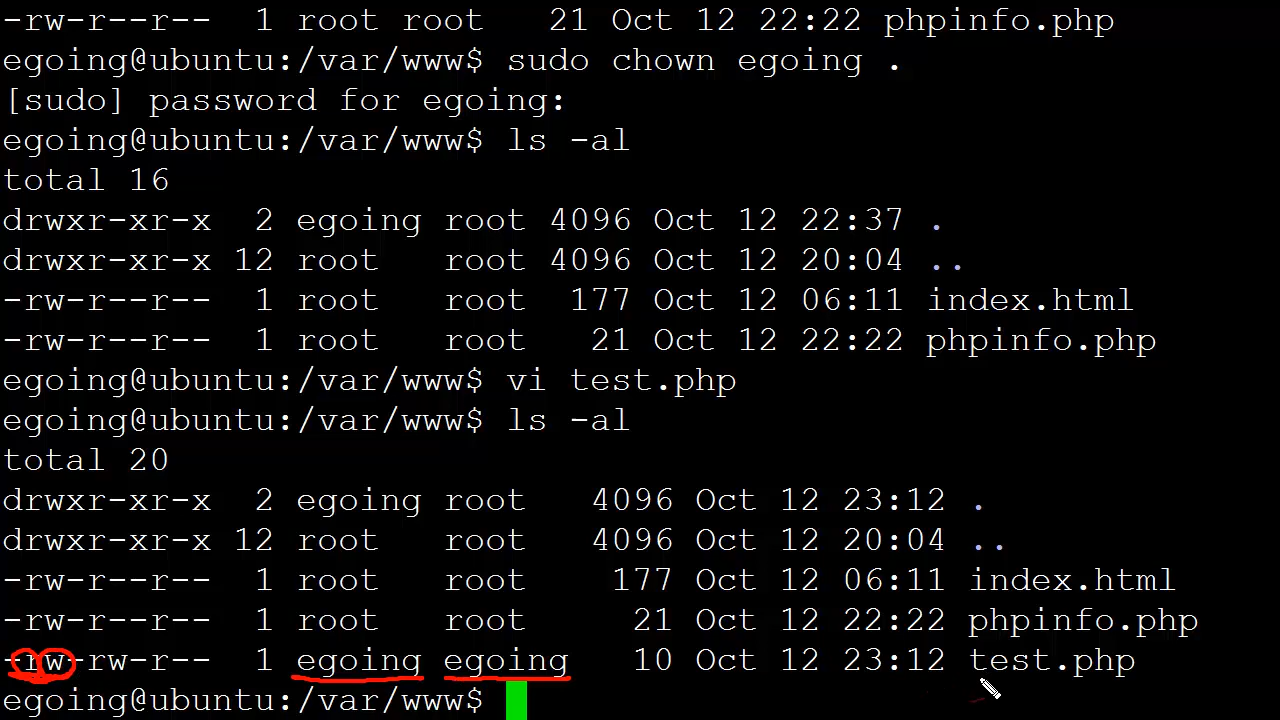 -rw-r--r--  1 root root   21 Oct 12 22:22 phpinfo.php
egoing@ubuntu:/var/www$ sudo chown egoing .
[sudo] password for egoing:
egoing@ubuntu:/var/www$ ls -al
total 16
drwxr-xr-x  2 egoing root 4096 Oct 12 22:37 .
drwxr-xr-x 12 root   root 4096 Oct 12 20:04 ..
-rw-r--r--  1 root   root  177 Oct 12 06:11 index.html
-rw-r--r--  1 root   root   21 Oct 12 22:22 phpinfo.php
egoing@ubuntu:/var/www$ vi test.php
egoing@ubuntu:/var/www$ ls -al
total 20
drwxr-xr-x  2 egoing root   4096 Oct 12 23:12 .
drwxr-xr-x 12 root   root   4096 Oct 12 20:04 ..
-rw-r--r--  1 root   root    177 Oct 12 06:11 index.html
-rw-r--r--  1 root   root     21 Oct 12 22:22 phpinfo.php
-rw-rw-r--  1 egoing egoing   10 Oct 12 23:12 test.php
egoing@ubuntu:/var/www$